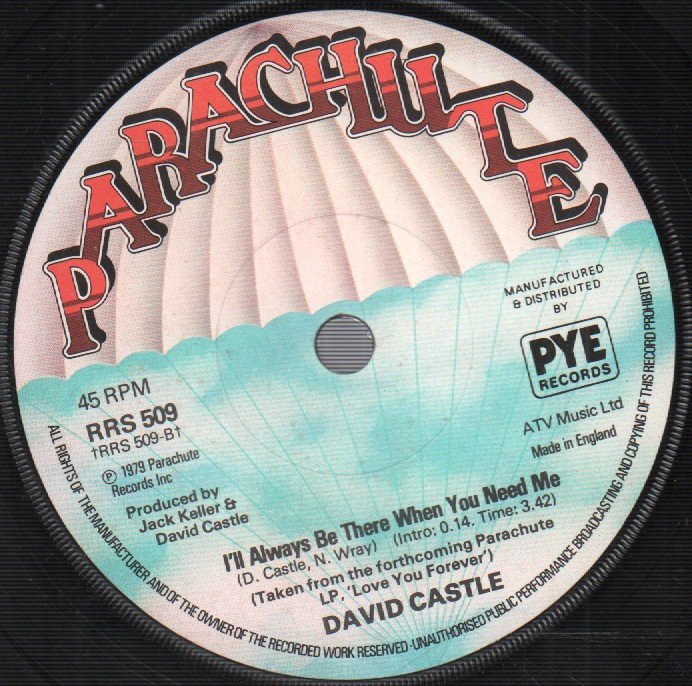 PARACHUTE
MANUFACTURED
& DISTRIBUTED
BY
PYE
RECORDS
ATV Music Ltd
Made in England
45 RPM
RRS 509
†RRS 509-B†
Ⓟ 1979 Parachute
Records Inc
Produced by
Jack Keller &
David Castle
I'll Always Be There When You Need Me
(D. Castle, N. Wray) (Intro: 0.14. Time: 3.42)
(Taken from the forthcoming Parachute
LP. 'Love You Forever')
DAVID CASTLE
ALL RIGHTS OF THE MANUFACTURER AND OF THE OWNER OF THE RECORDED WORK RESERVED·UNAUTHORISED PUBLIC PERFORMANCE BROADCASTING AND COPYING OF THIS RECORD PROHIBITED